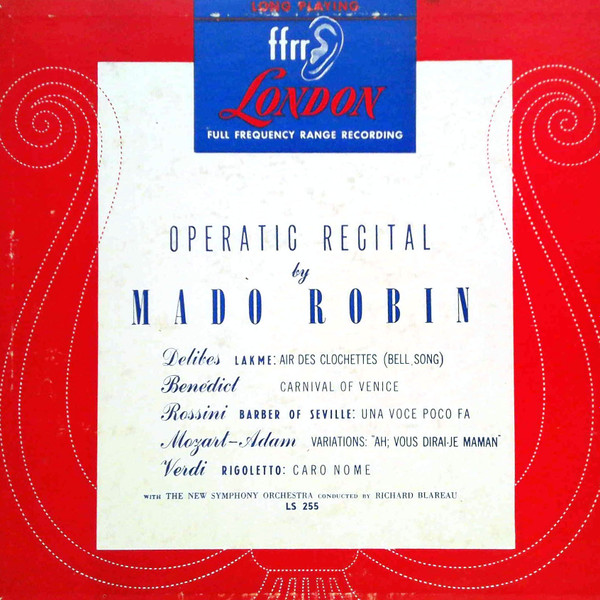 LONG PLAYING
ffrr
LONDON
FULL FREQUENCY RANGE RECORDING
OPERATIC RECITAL
by
MADO ROBIN
Delibes LAKME: AIR DES CLOCHETTES (BELL SONG)
Benedict CARNIVAL OF VENICE
Rossini BARBER OF SEVILLE: UNA VOCE POCO FA
Mozart-Adam VARIATIONS: "AH; VOUS DIRAI-JE MAMAN"
Verdi RIGOLETTO: CARO NOME
WITH THE NEW SYMPHONY ORCHESTRA CONDUCTED BY RICHARD BLAREAU
LS 255